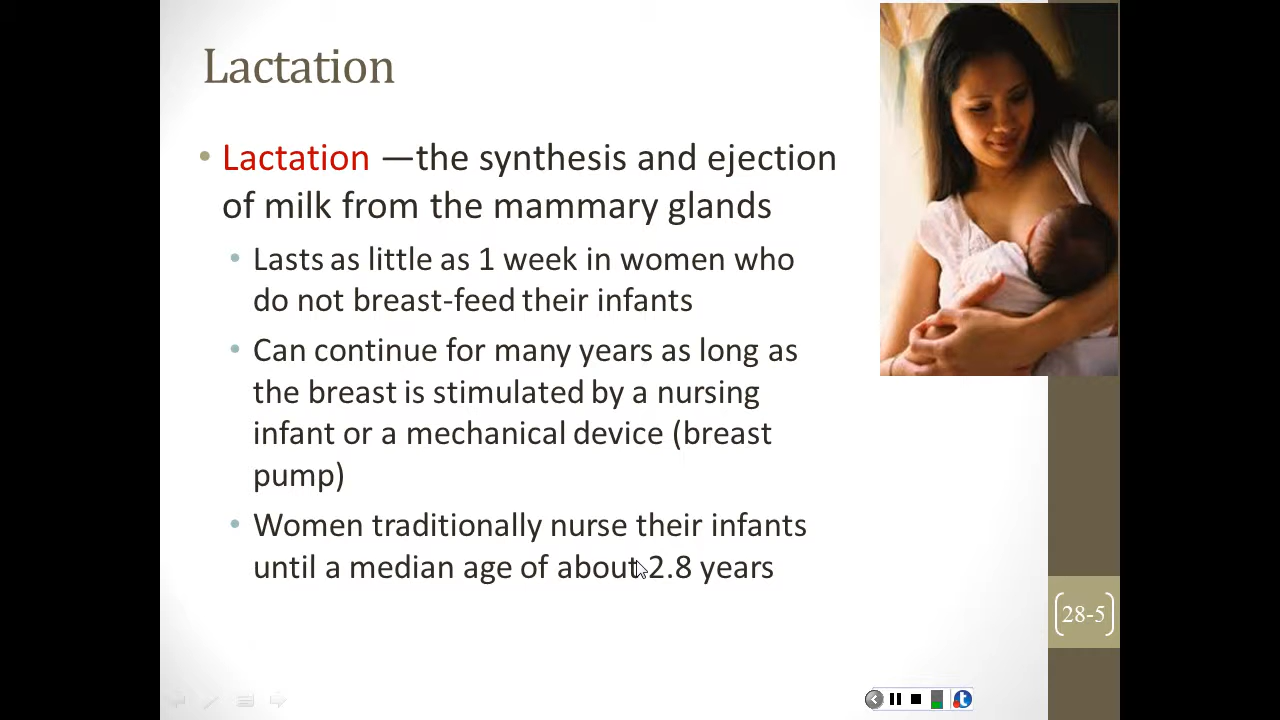 Lactation
Lactation —the synthesis and ejection
of milk from the mammary glands
Lasts as little as 1 week in women who
do not breast-feed their infants
Can continue for many years as long as
the breast is stimulated by a nursing
infant or a mechanical device (breast
pump)
Women traditionally nurse their infants
until a median age of about 2.8 years
28-5
t